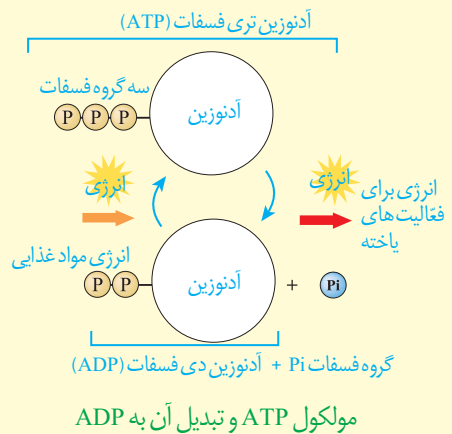 آدنوزین تری فسفات (ATP)
سه گروه فسفات
P P P
آدنوزین
انرژی
انرژی
انرژی برای
فعّالیت‌های
یاخته
انرژی مواد غذایی
P P
آدنوزین
+
Pi
گروه فسفات Pi + آدنوزین دی فسفات (ADP)
مولکول ATP و تبدیل آن به ADP